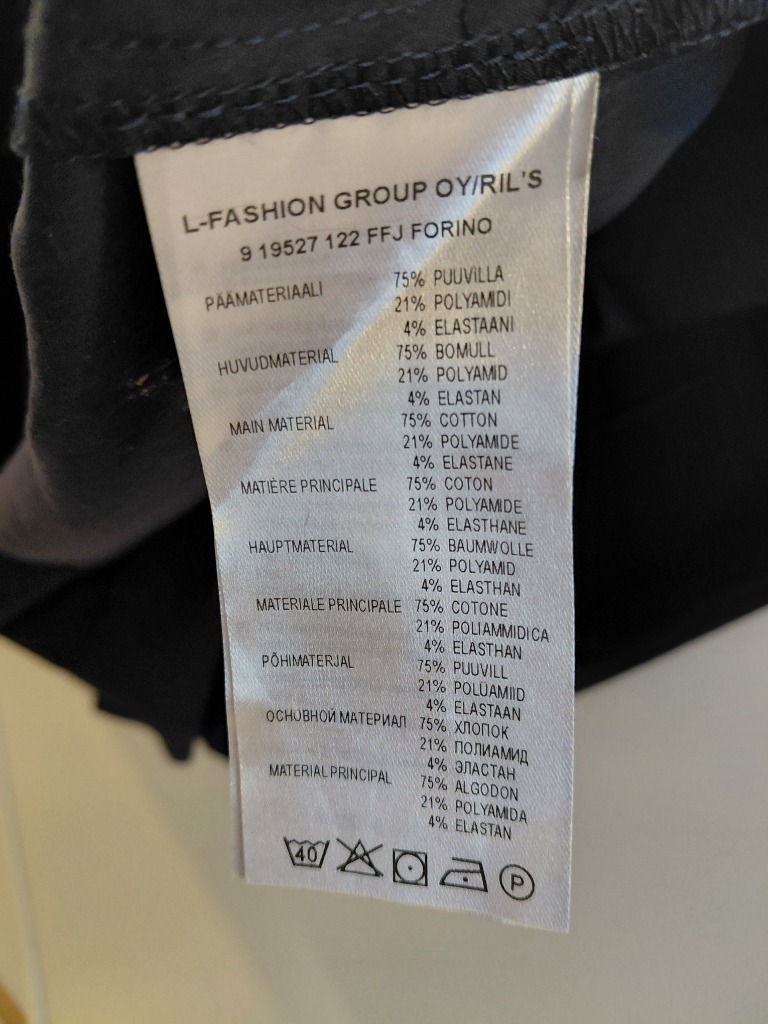 L-FASHION GROUP OY/RIL'S
9 19527 122 FFJ FORINO
PÄÄMATERIAALI 75% PUUVILLA
21% POLYAMIDI
4% ELASTAANI
HUVUDMATERIAL 75% BOMULL
21% POLYAMID
4% ELASTAN
MAIN MATERIAL 75% COTTON
21% POLYAMIDE
4% ELASTANE
MATIÈRE PRINCIPALE 75% COTON
21% POLYAMIDE
4% ELASTHANE
HAUPTMATERIAL 75% BAUMWOLLE
21% POLYAMID
4% ELASTHAN
MATERIALE PRINCIPALE 75% COTONE
21% POLIAMMIDICA
4% ELASTHAN
PÕHIMATERJAL 75% PUUVILL
21% POLÜAMIID
4% ELASTAAN
ОСНОВНОЙ МАТЕРИАЛ 75% ХЛОПОК
21% ПОЛИАМИД
4% ЭЛАСТАН
MATERIAL PRINCIPAL 75% ALGODON
21% POLYAMIDA
4% ELASTAN
40 P